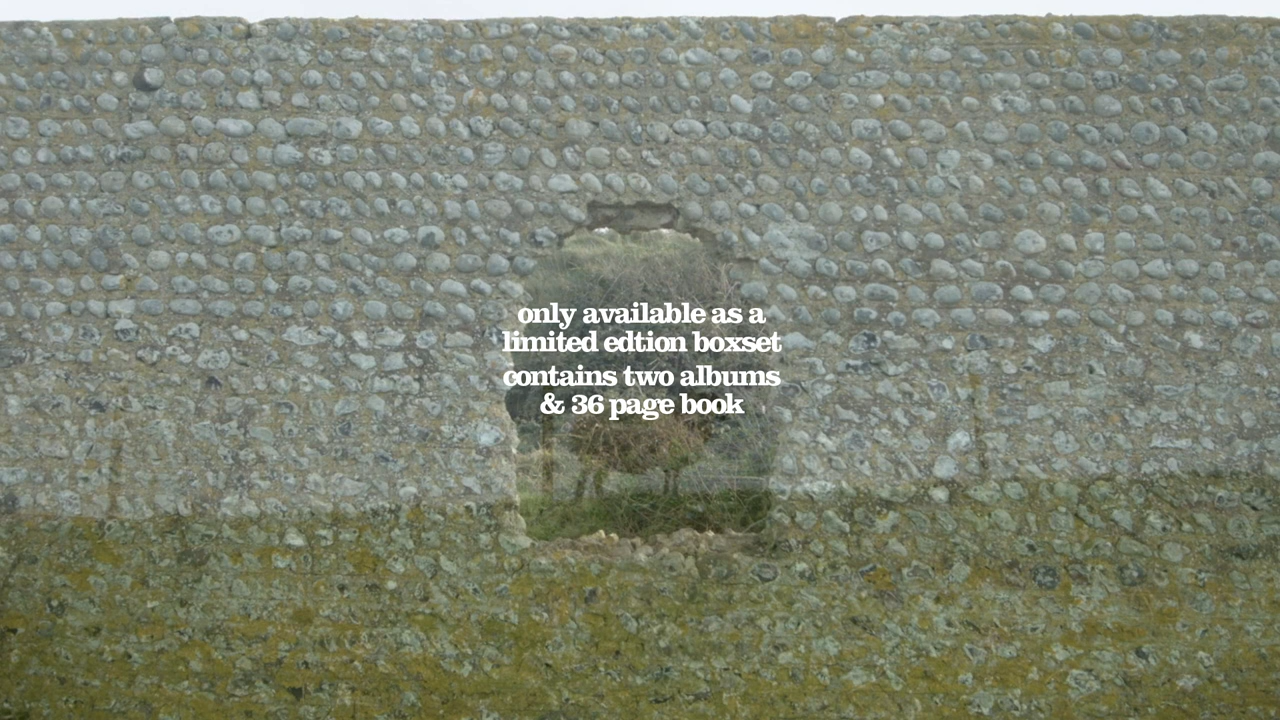 only available as a
limited edtion boxset
contains two albums
& 36 page book